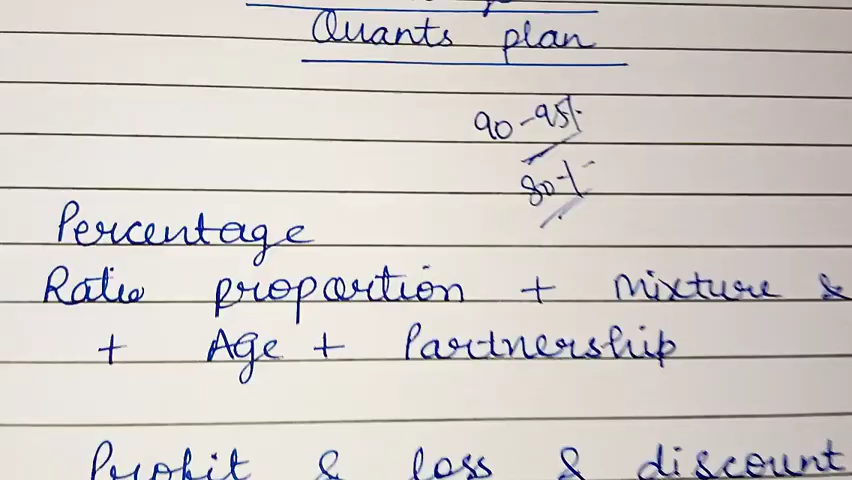 Quants plan
90-95%
80%
Percentage
Ratio proportion + mixture &
+ Age + Partnership
Profit & loss & discount